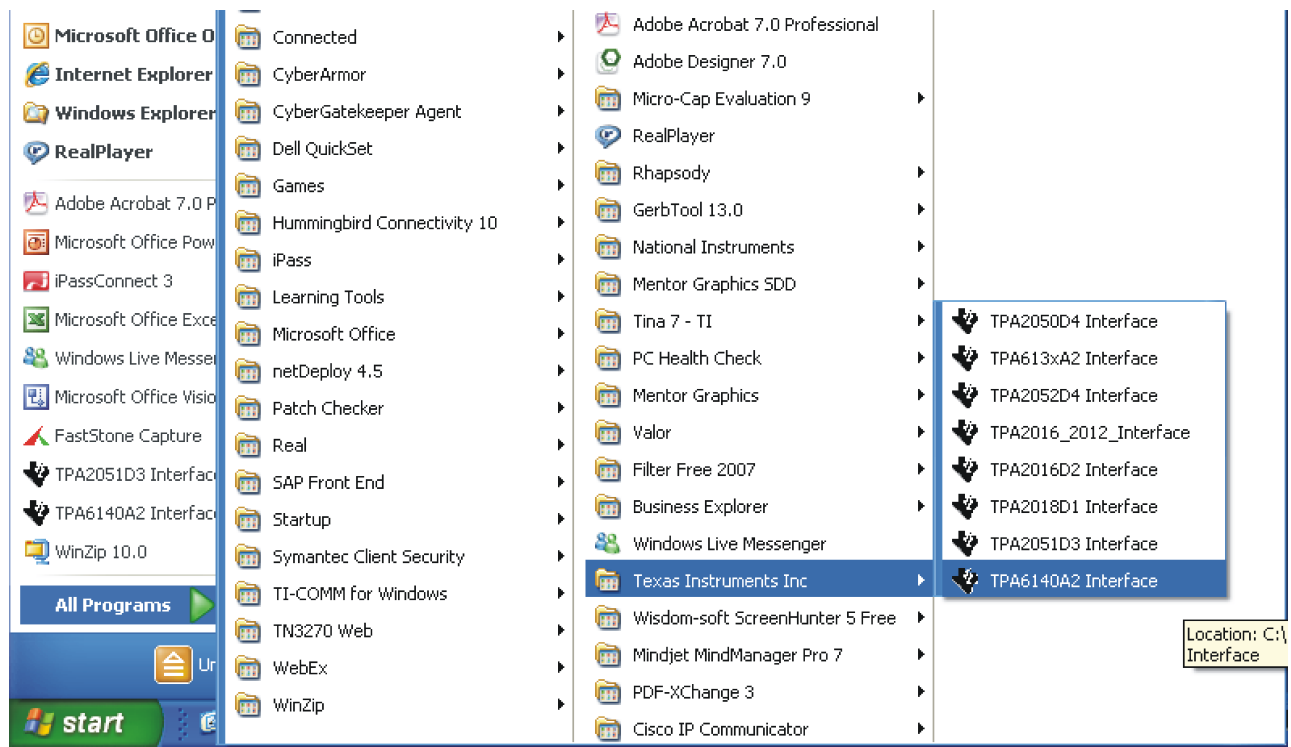 Microsoft Office O
Internet Explorer
Windows Explorer
RealPlayer
Adobe Acrobat 7.0 P
Microsoft Office Pow
iPassConnect 3
Microsoft Office Exce
Windows Live Messe
Microsoft Office Visio
FastStone Capture
TPA2051D3 Interfac
TPA6140A2 Interfac
WinZip 10.0
All Programs
Ur
start
Connected
CyberArmor
CyberGatekeeper Agent
Dell QuickSet
Games
Hummingbird Connectivity 10
iPass
Learning Tools
Microsoft Office
netDeploy 4.5
Patch Checker
Real
SAP Front End
Startup
Symantec Client Security
TI-COMM for Windows
TN3270 Web
WebEx
WinZip
Adobe Acrobat 7.0 Professional
Adobe Designer 7.0
Micro-Cap Evaluation 9
RealPlayer
Rhapsody
GerbTool 13.0
National Instruments
Mentor Graphics SDD
Tina 7 - TI
PC Health Check
Mentor Graphics
Valor
Filter Free 2007
Business Explorer
Windows Live Messenger
Texas Instruments Inc
Wisdom-soft ScreenHunter 5 Free
Mindjet MindManager Pro 7
PDF-XChange 3
Cisco IP Communicator
TPA2050D4 Interface
TPA613xA2 Interface
TPA2052D4 Interface
TPA2016_2012_Interface
TPA2016D2 Interface
TPA2018D1 Interface
TPA2051D3 Interface
TPA6140A2 Interface
Location: C:\
Interface